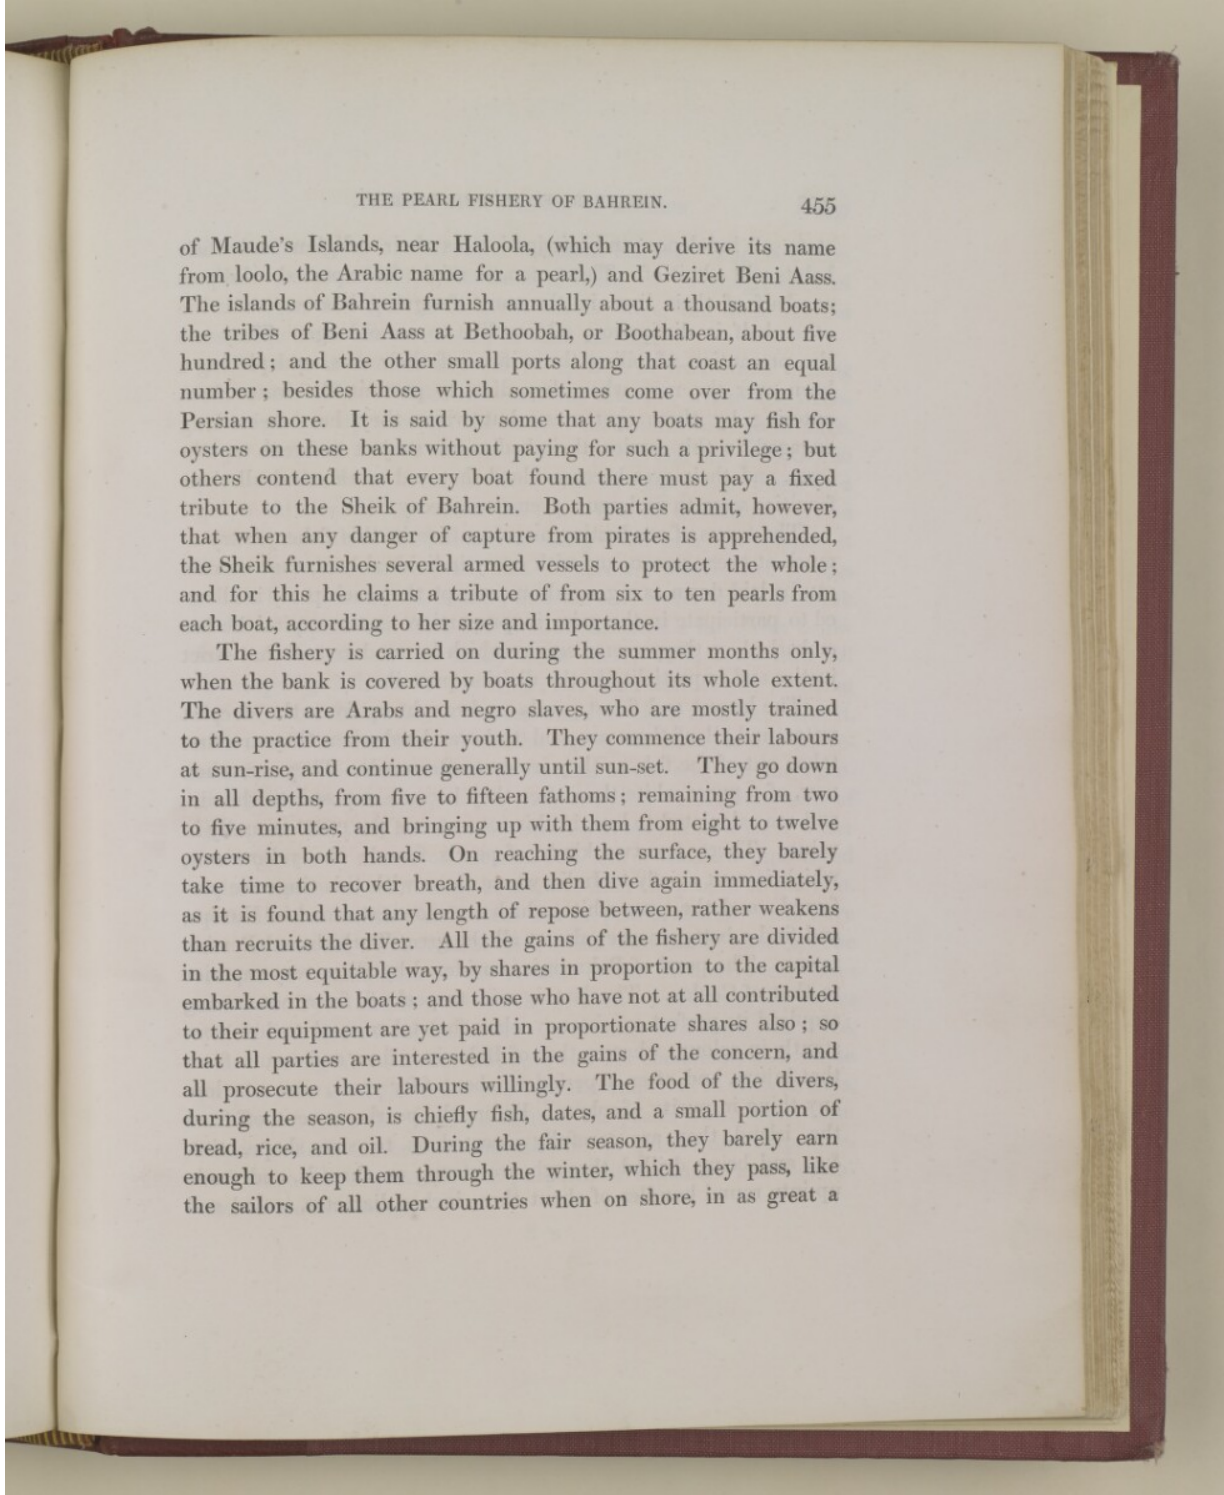 THE PEARL FISHERY OF BAHREIN. 455
of Maude's Islands, near Haloola, (which may derive its name
from loolo, the Arabic name for a pearl,) and Geziret Beni Aass.
The islands of Bahrein furnish annually about a thousand boats;
the tribes of Beni Aass at Bethoobah, or Boothabean, about five
hundred; and the other small ports along that coast an equal
number; besides those which sometimes come over from the
Persian shore. It is said by some that any boats may fish for
oysters on these banks without paying for such a privilege; but
others contend that every boat found there must pay a fixed
tribute to the Sheik of Bahrein. Both parties admit, however,
that when any danger of capture from pirates is apprehended,
the Sheik furnishes several armed vessels to protect the whole;
and for this he claims a tribute of from six to ten pearls from
each boat, according to her size and importance.
The fishery is carried on during the summer months only,
when the bank is covered by boats throughout its whole extent.
The divers are Arabs and negro slaves, who are mostly trained
to the practice from their youth. They commence their labours
at sun-rise, and continue generally until sun-set. They go down
in all depths, from five to fifteen fathoms; remaining from two
to five minutes, and bringing up with them from eight to twelve
oysters in both hands. On reaching the surface, they barely
take time to recover breath, and then dive again immediately,
as it is found that any length of repose between, rather weakens
than recruits the diver. All the gains of the fishery are divided
in the most equitable way, by shares in proportion to the capital
embarked in the boats; and those who have not at all contributed
to their equipment are yet paid in proportionate shares also; so
that all parties are interested in the gains of the concern, and
all prosecute their labours willingly. The food of the divers,
during the season, is chiefly fish, dates, and a small portion of
bread, rice, and oil. During the fair season, they barely earn
enough to keep them through the winter, which they pass, like
the sailors of all other countries when on shore, in as great a